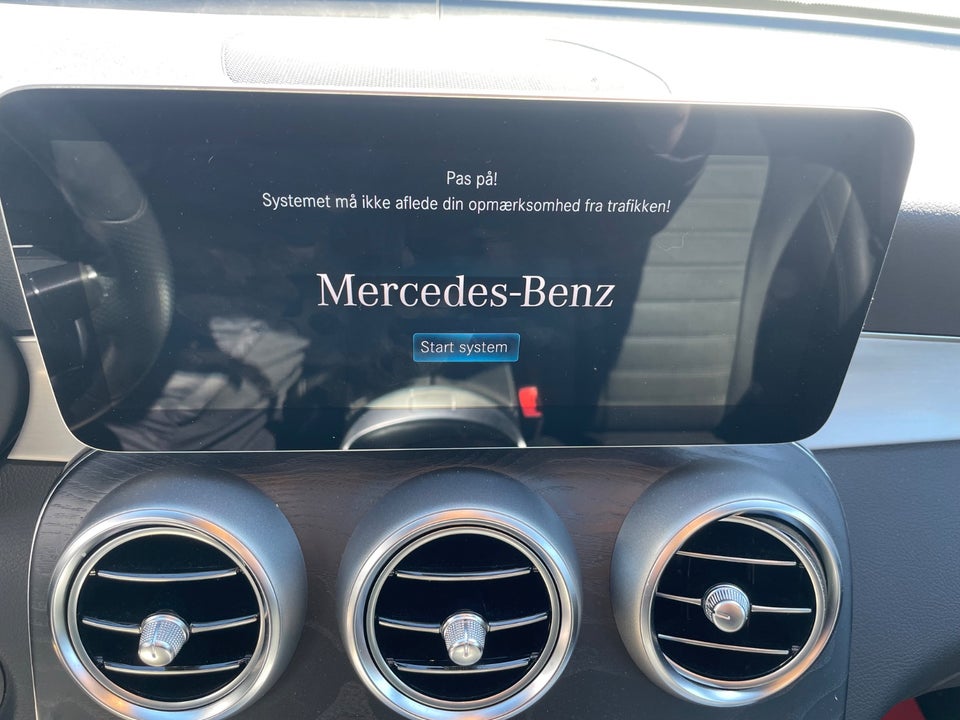 Pas på!
Systemet må ikke aflede din opmærksomhed fra trafikken!
Mercedes-Benz
Start system